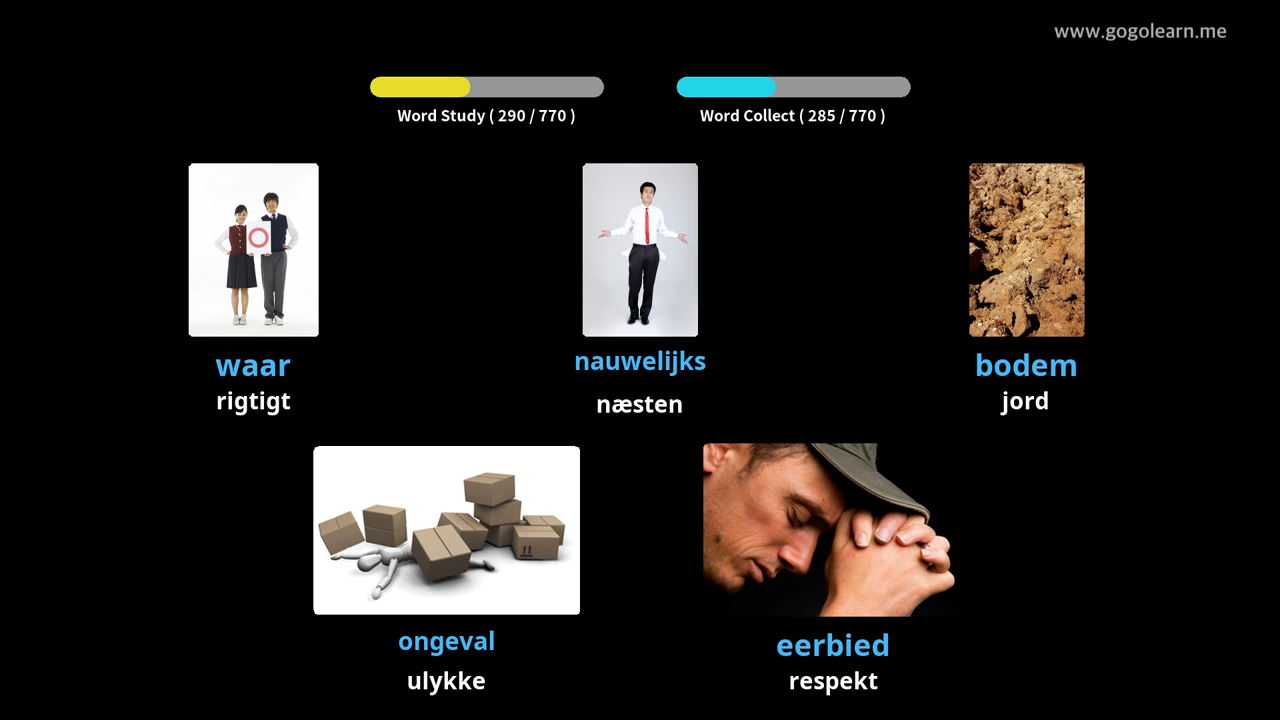 www.gogolearn.me
Word Study ( 290 / 770 )
Word Collect ( 285 / 770 )
waar
rigtigt
nauwelijks
næsten
bodem
jord
ongeval
ulykke
eerbied
respekt